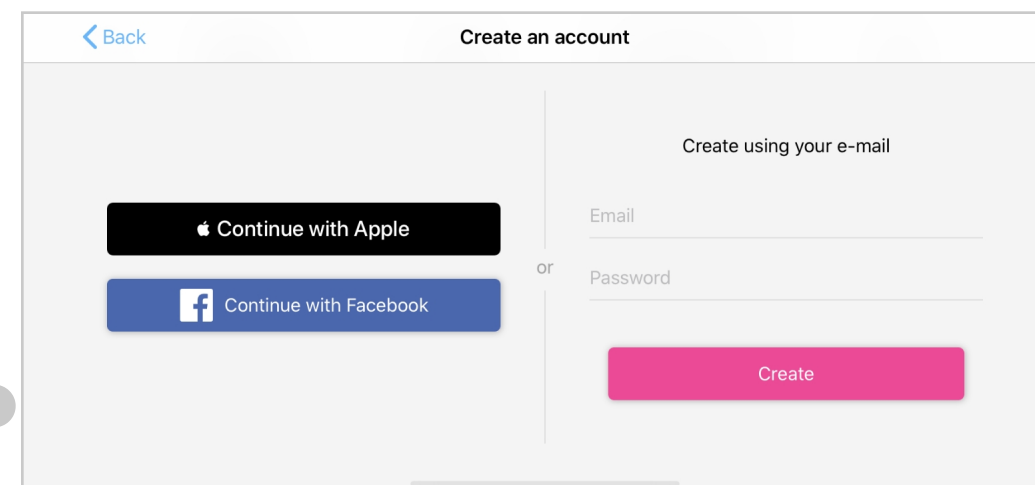 Back
Create an account
Continue with Apple
Continue with Facebook
or
Create using your e-mail
Email
Password
Create